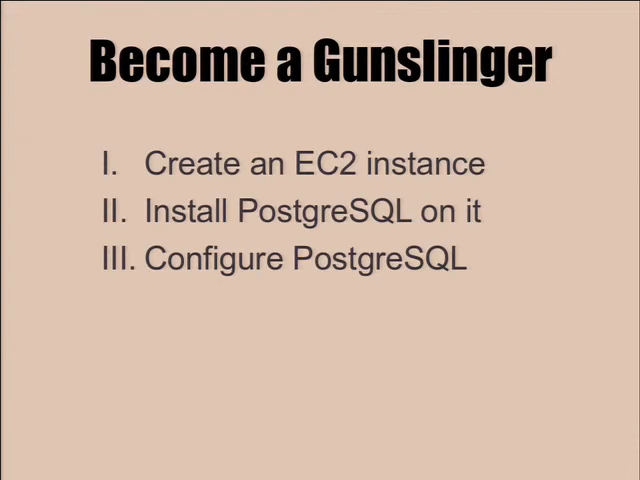 Become a Gunslinger
I. Create an EC2 instance
II. Install PostgreSQL on it
III. Configure PostgreSQL